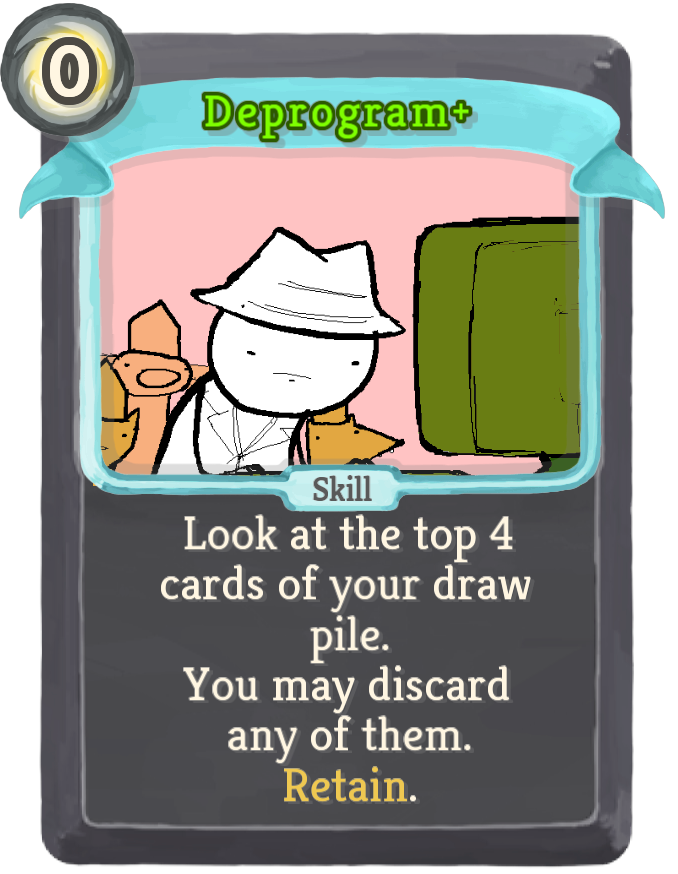 0
Deprogram+
Skill
Look at the top 4
cards of your draw
pile.
You may discard
any of them.
Retain.